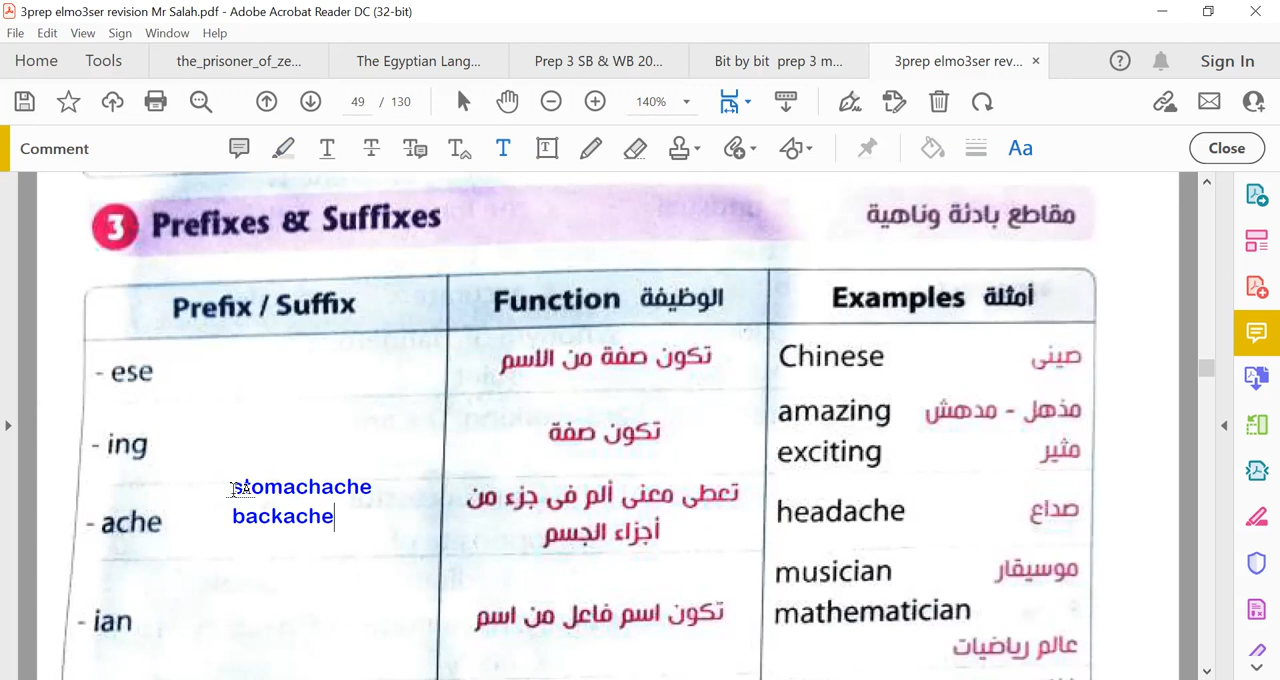 3prep elmo3ser revision Mr Salah.pdf - Adobe Acrobat Reader DC (32-bit)
File Edit View Sign Window Help
Home Tools the_prisoner_of_ze... The Egyptian Lang... Prep 3 SB & WB 20... Bit by bit prep 3 m... 3prep elmo3ser rev... × Sign In
49 / 130 140%
Comment Aa Close
3 Prefixes & Suffixes مقاطع بادئة وناهية
Prefix / Suffix Function الوظيفة Examples أمثلة
- ese تكون صفة من الاسم Chinese صينى
- ing تكون صفة amazing مذهل - مدهش
exciting مثير
stomachache
backache
- ache تعطى معنى ألم فى جزء من
أجزاء الجسم headache صداع
- ian تكون اسم فاعل من اسم musician موسيقار
mathematician
عالم رياضيات